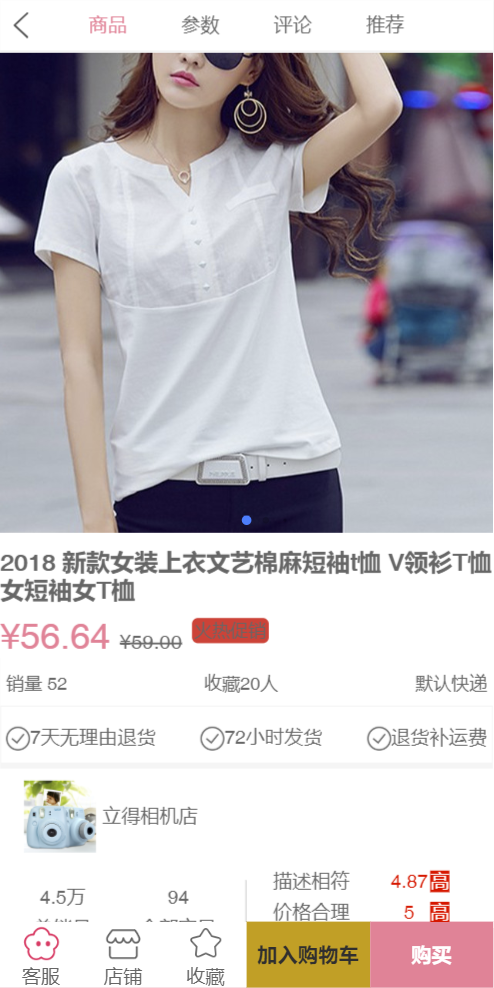 商品 参数 评论 推荐
2018 新款女装上衣文艺棉麻短袖t恤 V领衫T恤
女短袖女T桖
¥56.64 ¥59.00
销量 52 收藏20人 默认快递
7天无理由退货 72小时发货 退货补运费
立得相机店
4.5万 94
描述相符 4.87 高
价格合理 5 高
客服 店铺 收藏 加入购物车 购买